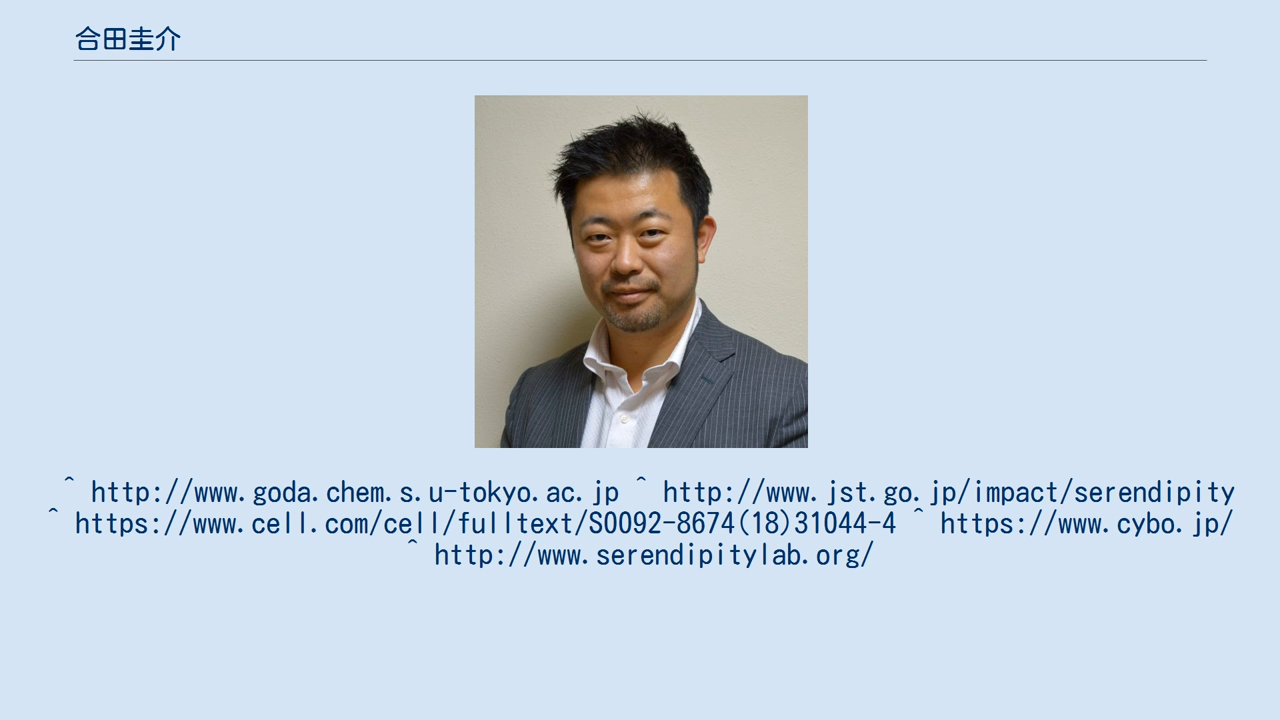 合田圭介
^ http://www.goda.chem.s.u-tokyo.ac.jp ^ http://www.jst.go.jp/impact/serendipity
^ https://www.cell.com/cell/fulltext/S0092-8674(18)31044-4 ^ https://www.cybo.jp/
^ http://www.serendipitylab.org/